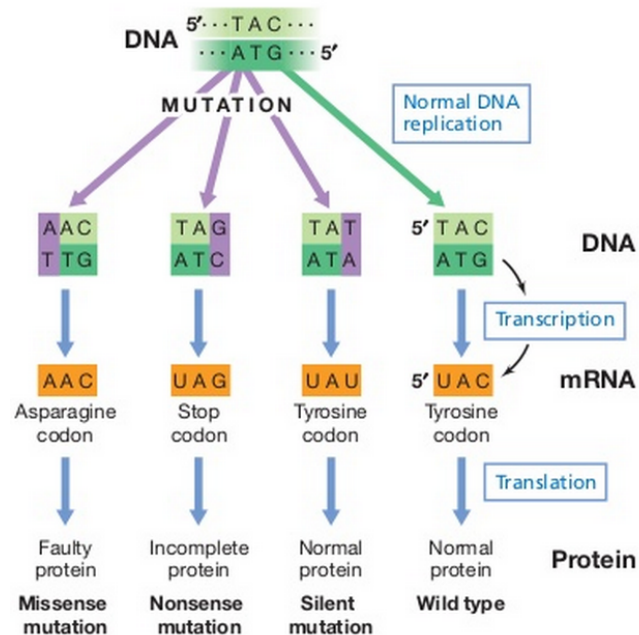 5′···TAC···
DNA
···ATG···5′
MUTATION
Normal DNA
replication
AAC
TTG
TAG
ATC
TAT
ATA
5′ TAC
ATG
DNA
Transcription
AAC
UAG
UAU
5′ UAC
mRNA
Asparagine
codon
Stop
codon
Tyrosine
codon
Tyrosine
codon
Translation
Faulty
protein
Incomplete
protein
Normal
protein
Normal
protein
Protein
Missense
mutation
Nonsense
mutation
Silent
mutation
Wild type